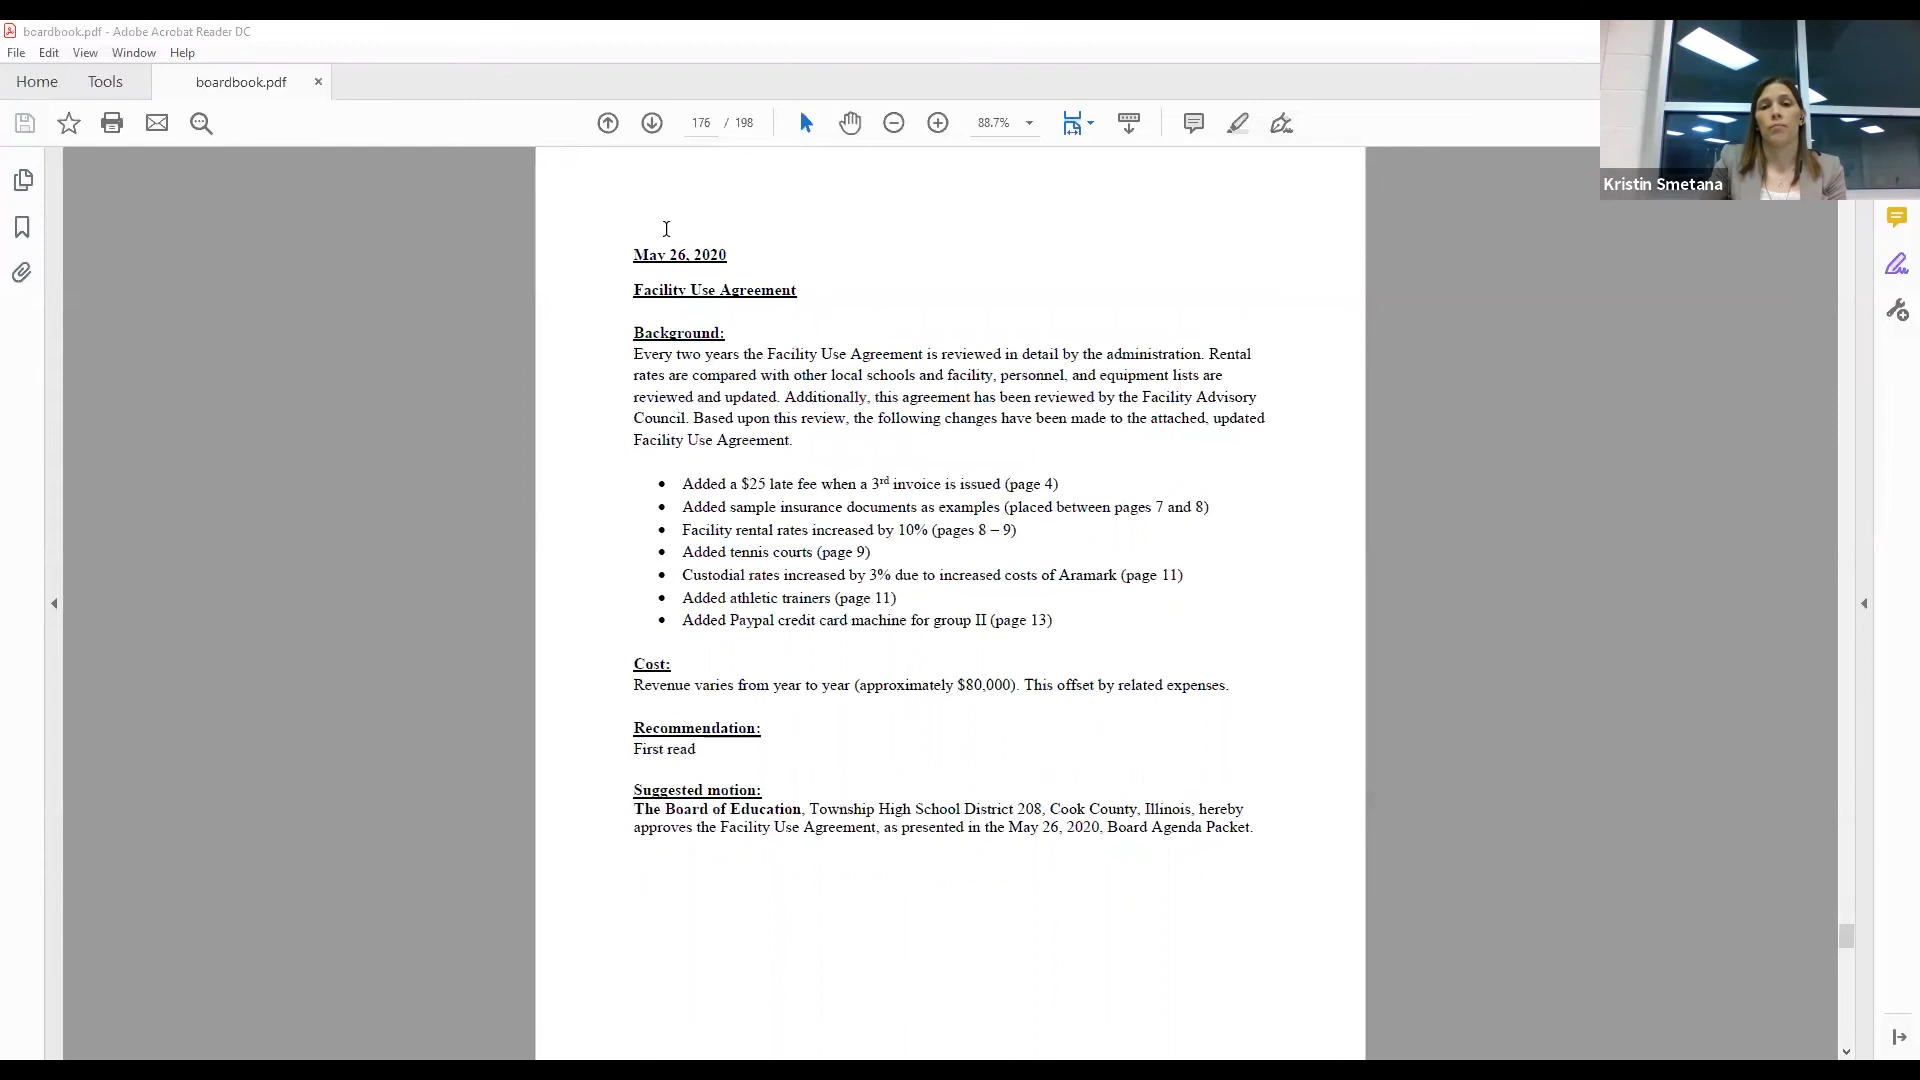 boardbook.pdf - Adobe Acrobat Reader DC
File Edit View Window Help
Home Tools boardbook.pdf ×
176 / 198 88.7%
Kristin Smetana
May 26, 2020
Facility Use Agreement
Background:
Every two years the Facility Use Agreement is reviewed in detail by the administration. Rental
rates are compared with other local schools and facility, personnel, and equipment lists are
reviewed and updated. Additionally, this agreement has been reviewed by the Facility Advisory
Council. Based upon this review, the following changes have been made to the attached, updated
Facility Use Agreement.
• Added a $25 late fee when a 3rd invoice is issued (page 4)
• Added sample insurance documents as examples (placed between pages 7 and 8)
• Facility rental rates increased by 10% (pages 8 – 9)
• Added tennis courts (page 9)
• Custodial rates increased by 3% due to increased costs of Aramark (page 11)
• Added athletic trainers (page 11)
• Added Paypal credit card machine for group II (page 13)
Cost:
Revenue varies from year to year (approximately $80,000). This offset by related expenses.
Recommendation:
First read
Suggested motion:
The Board of Education, Township High School District 208, Cook County, Illinois, hereby
approves the Facility Use Agreement, as presented in the May 26, 2020, Board Agenda Packet.